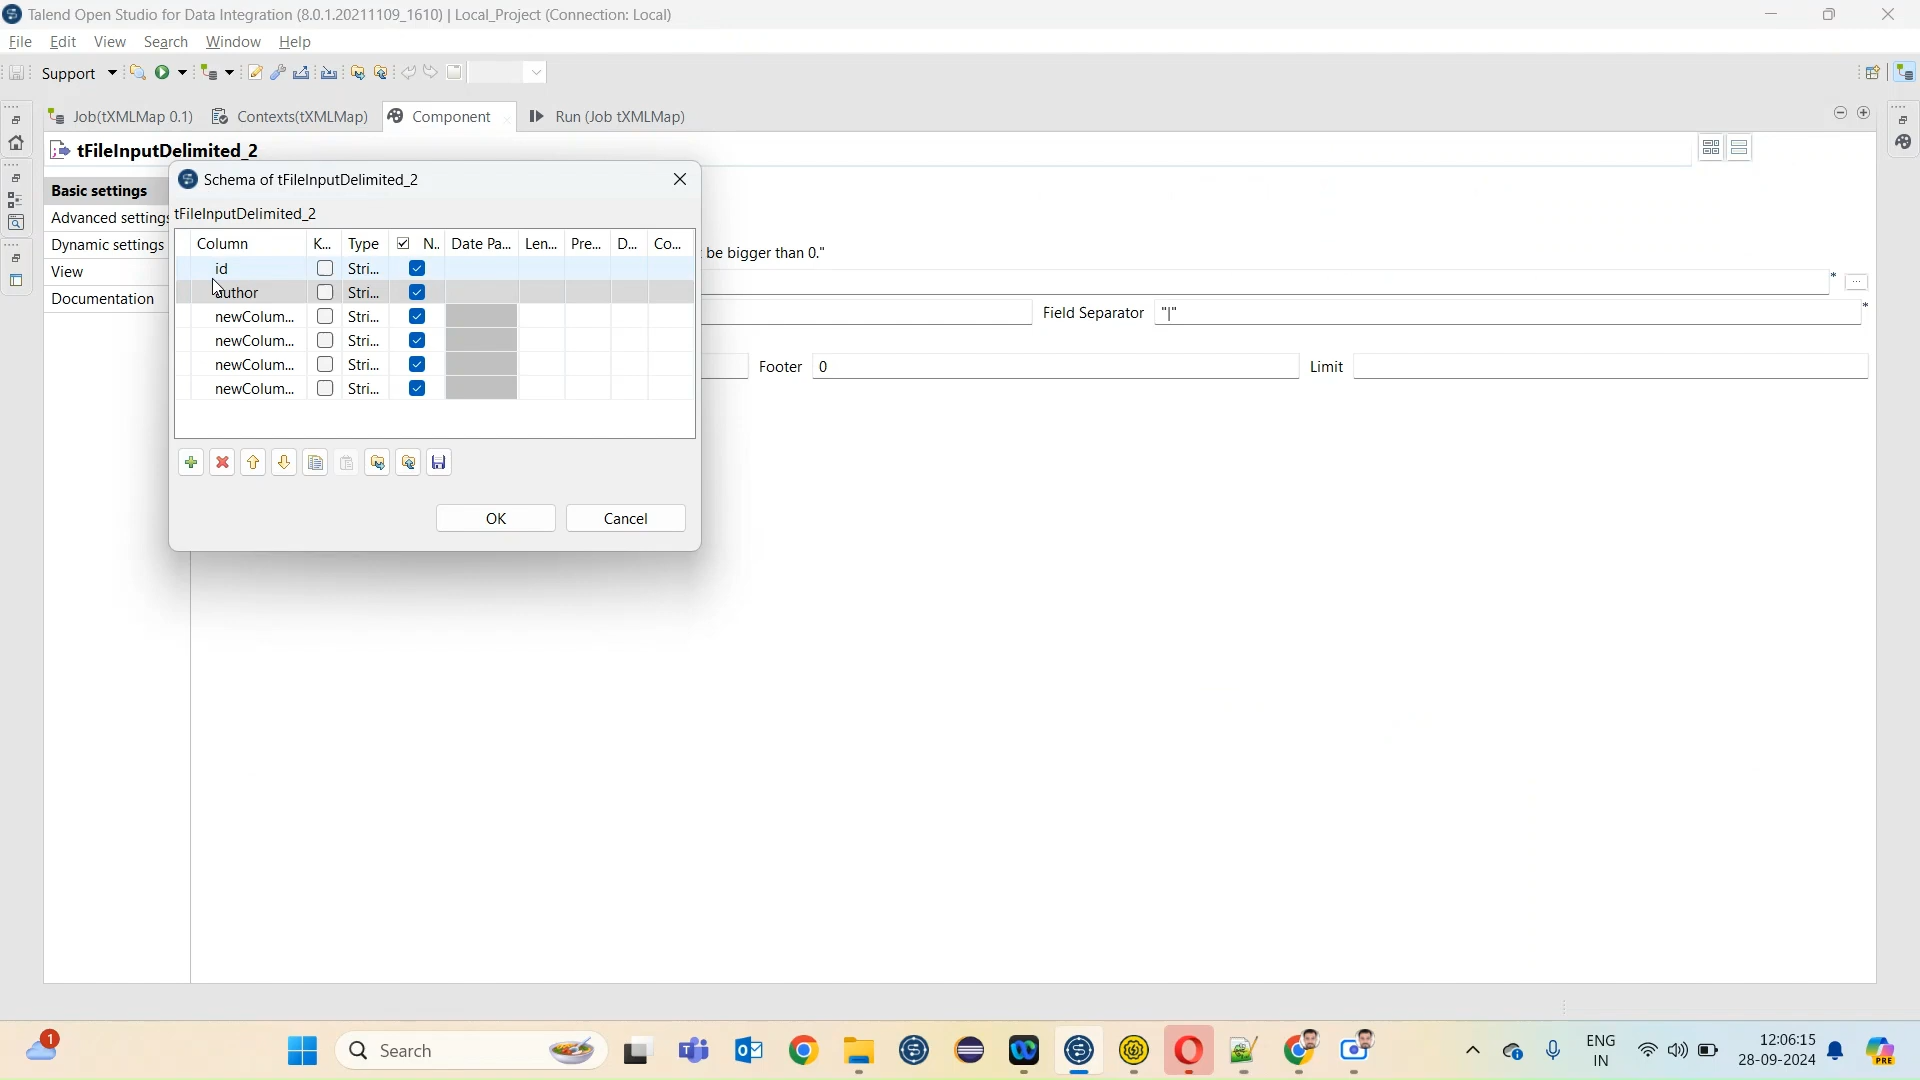 Talend Open Studio for Data Integration (8.0.1.20211109_1610) | Local_Project (Connection: Local)
File Edit View Search Window Help
Support
Job(tXMLMap 0.1) Contexts(tXMLMap) Component Run (Job tXMLMap)
tFileInputDelimited_2
Basic settings
Advanced settings
Dynamic settings
View
Documentation
Schema of tFileInputDelimited_2
tFileInputDelimited_2
Column K... Type N.. Date Pa... Len... Pre... D... Co...
id Stri...
author Stri...
newColum... Stri...
newColum... Stri...
newColum... Stri...
newColum... Stri...
OK Cancel
be bigger than 0."
* ...
Field Separator "|" *
Footer 0 Limit
1 Search ENG IN 12:06:15 28-09-2024 PRE